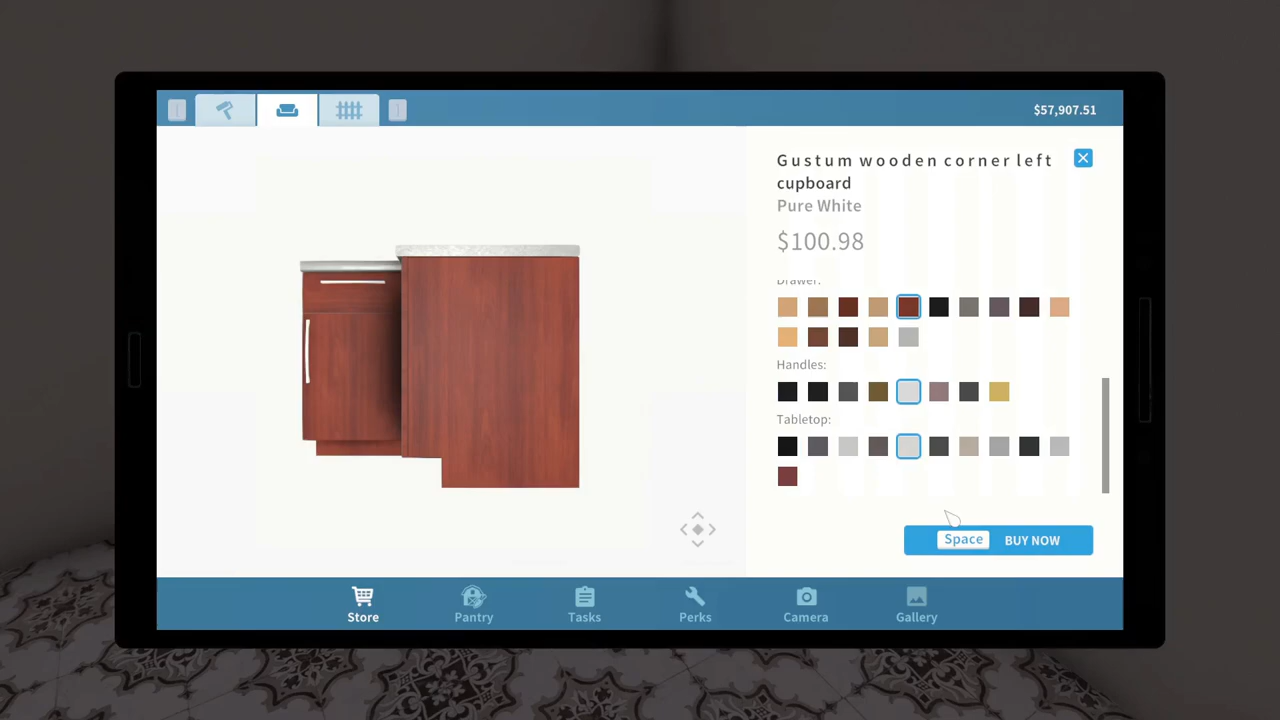 $57,907.51
Gustum wooden corner left
cupboard
Pure White
$100.98
Drawer:
Handles:
Tabletop:
Space BUY NOW
Store Pantry Tasks Perks Camera Gallery